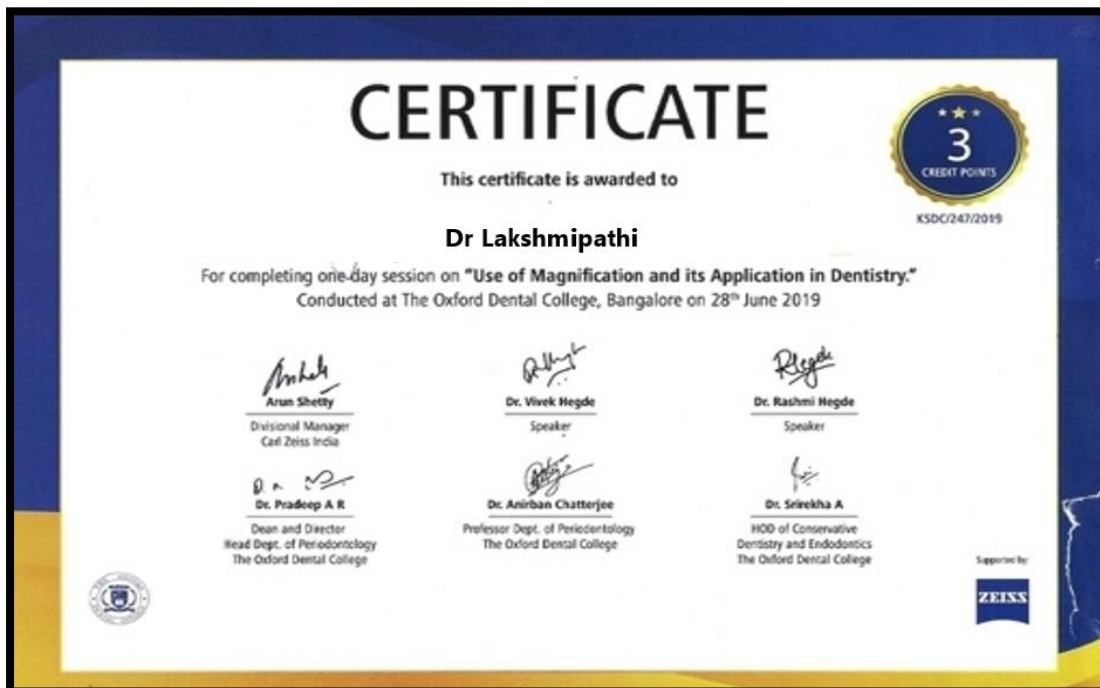 CERTIFICATE
3
CREDIT POINTS
KSDC/247/2019
This certificate is awarded to
Dr Lakshmipathi
For completing one-day session on "Use of Magnification and its Application in Dentistry."
Conducted at The Oxford Dental College, Bangalore on 28th June 2019
Arun Shetty
Divisional Manager
Carl Zeiss India
Dr. Vivek Hegde
Speaker
Dr. Rashmi Hegde
Speaker
Dr. Pradeep A R
Dean and Director
Head Dept. of Periodontology
The Oxford Dental College
Dr. Anirban Chatterjee
Professor Dept. of Periodontology
The Oxford Dental College
Dr. Srirekha A
HOD of Conservative
Dentistry and Endodontics
The Oxford Dental College
Supported by:
ZEISS